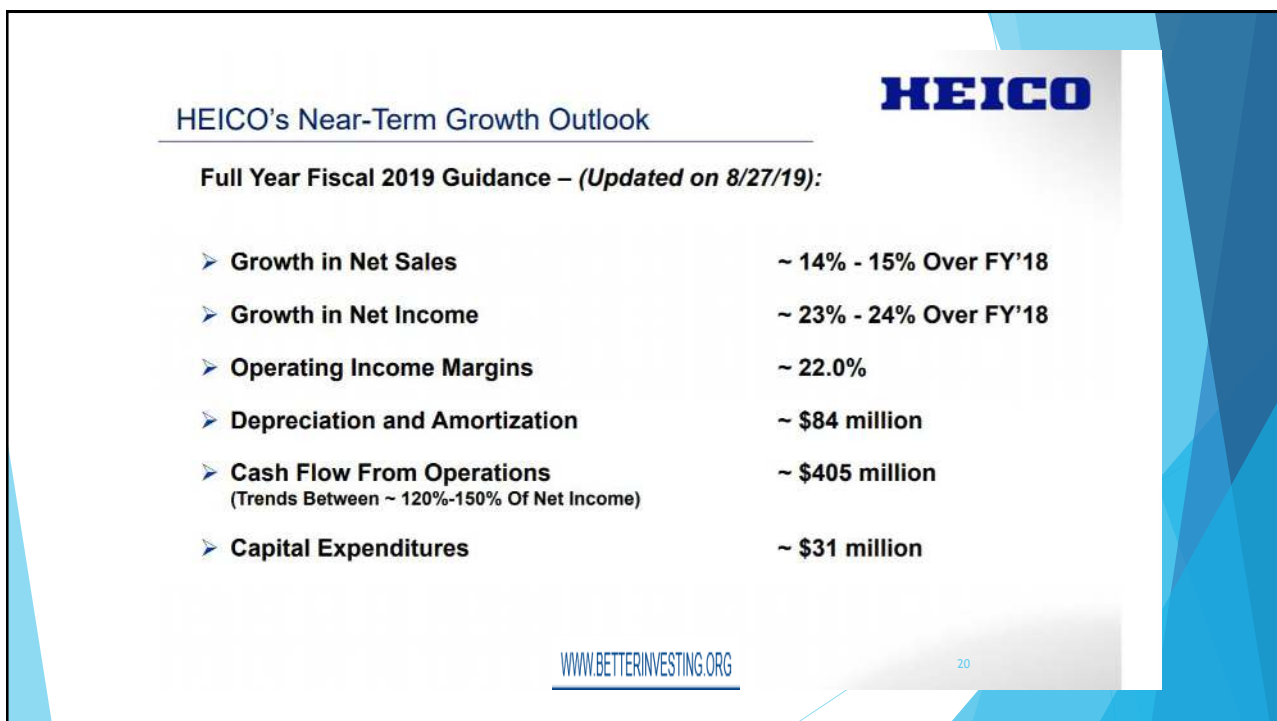 HEICO
HEICO's Near-Term Growth Outlook
Full Year Fiscal 2019 Guidance – (Updated on 8/27/19):
➢ Growth in Net Sales ~ 14% - 15% Over FY'18
➢ Growth in Net Income ~ 23% - 24% Over FY'18
➢ Operating Income Margins ~ 22.0%
➢ Depreciation and Amortization ~ $84 million
➢ Cash Flow From Operations ~ $405 million
(Trends Between ~ 120%-150% Of Net Income)
➢ Capital Expenditures ~ $31 million
WWW.BETTERINVESTING.ORG 20